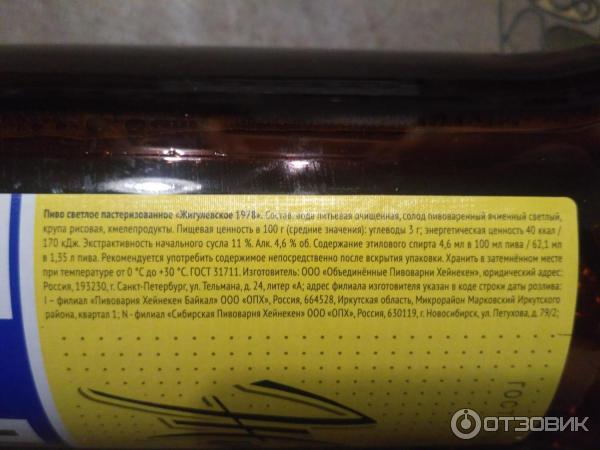 Пиво светлое пастеризованное «Жигулевское 1978». Состав: вода питьевая очищенная, солод пивоваренный ячменный светлый,
крупа рисовая, хмелепродукты. Пищевая ценность в 100 г (средние значения): углеводы 3 г; энергетическая ценность 40 ккал /
170 кДж. Экстрактивность начального сусла 11 %. Алк. 4,6 % об. Содержание этилового спирта 4,6 мл в 100 мл пива / 62,1 мл
в 1,35 л пива. Рекомендуется употребить содержимое непосредственно после вскрытия упаковки. Хранить в затемнённом месте
при температуре от 0 °С до +30 °С. ГОСТ 31711. Изготовитель: ООО «Объединённые Пивоварни Хейнекен», юридический адрес:
Россия, 193230, г. Санкт-Петербург, ул. Тельмана, д. 24, литер «А; адрес филиала изготовителя указан в коде строки даты розлива:
I – филиал «Пивоварня Хейнекен Байкал» ООО «ОПХ», Россия, 664528, Иркутская область, Микрорайон Марковский Иркутского
района, квартал 1; N - филиал «Сибирская Пивоварня Хейнекен» ООО «ОПХ», Россия, 630119, г. Новосибирск, ул. Петухова, д. 79/2;
ГОС
ОТЗОВИК